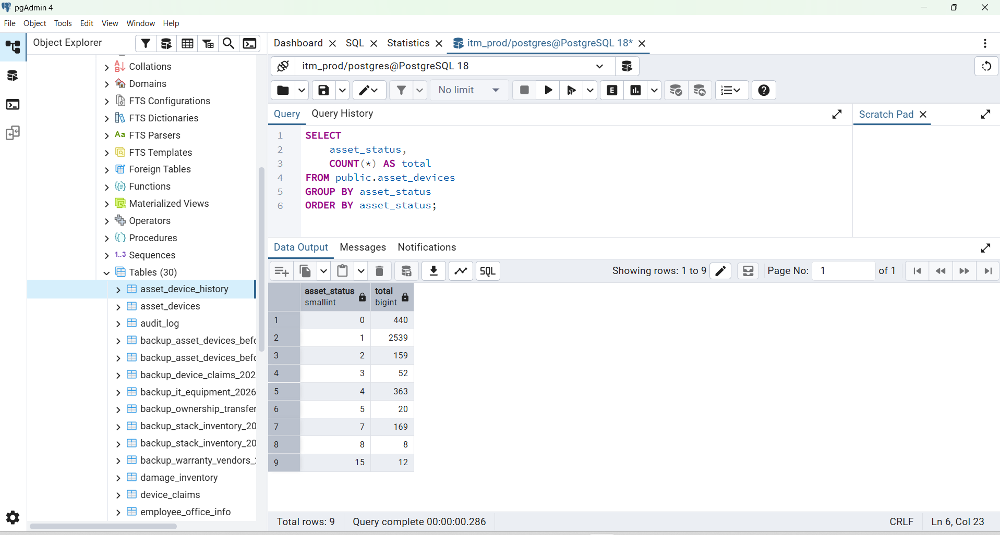 pgAdmin 4
File Object Tools Edit View Window Help
Object Explorer
Dashboard SQL Statistics itm_prod/postgres@PostgreSQL 18*
itm_prod/postgres@PostgreSQL 18
No limit
E
Query Query History
Scratch Pad
Collations
Domains
FTS Configurations
FTS Dictionaries
Aa FTS Parsers
FTS Templates
Foreign Tables
Functions
Materialized Views
Operators
Procedures
1..3 Sequences
Tables (30)
asset_device_history
asset_devices
audit_log
backup_asset_devices_befo
backup_asset_devices_befo
backup_device_claims_202
backup_it_equipment_2026
backup_ownership_transfer
backup_stack_inventory_20
backup_stack_inventory_20
backup_warranty_vendors_2
damage_inventory
device_claims
employee_office_info
1 SELECT
2 asset_status,
3 COUNT(*) AS total
4 FROM public.asset_devices
5 GROUP BY asset_status
6 ORDER BY asset_status;
Data Output Messages Notifications
SQL Showing rows: 1 to 9 Page No: 1 of 1
asset_status total
smallint bigint
1 0 440
2 1 2539
3 2 159
4 3 52
5 4 363
6 5 20
7 7 169
8 8 8
9 15 12
Total rows: 9 Query complete 00:00:00.286 CRLF Ln 6, Col 23